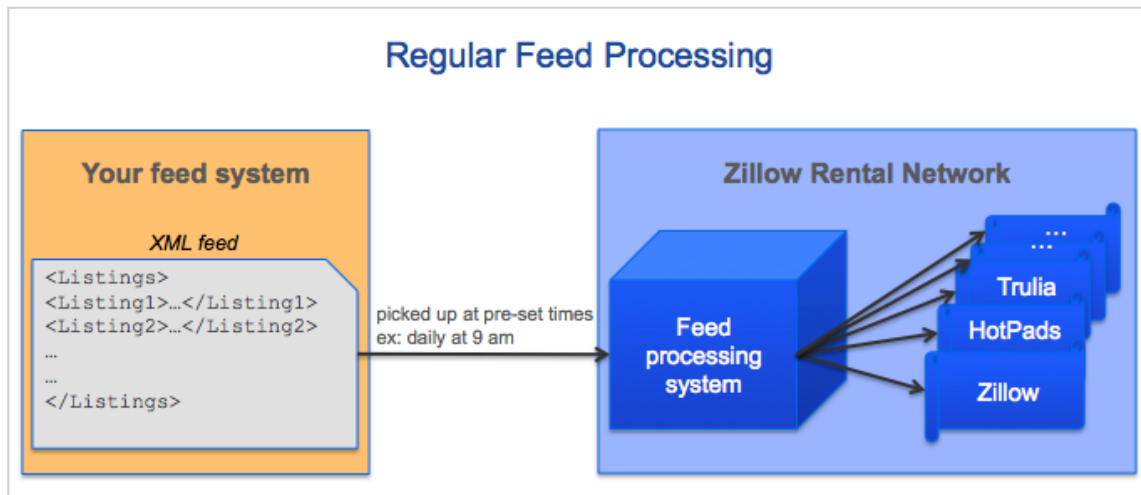 Regular Feed Processing
Your feed system
XML feed
<Listings>
<Listing1>…</Listing1>
<Listing2>…</Listing2>
…
…
</Listings>
picked up at pre-set times
ex: daily at 9 am
Zillow Rental Network
Feed
processing
system
…
…
Trulia
HotPads
Zillow